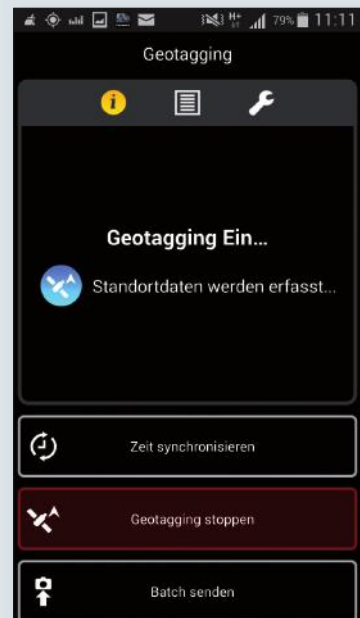 H+ 79% 11:11
Geotagging
i
Geotagging Ein...
Standortdaten werden erfasst...
Zeit synchronisieren
Geotagging stoppen
Batch senden